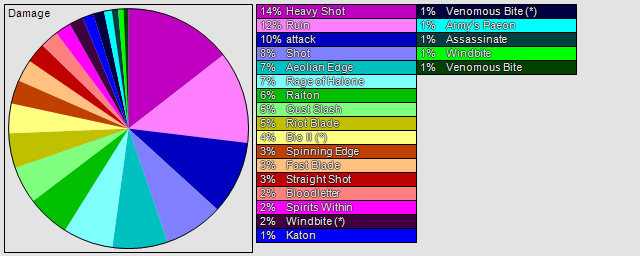 Damage
14% Heavy Shot
12% Ruin
10% attack
8% Shot
7% Aeolian Edge
7% Rage of Halone
6% Raiton
5% Gust Slash
5% Riot Blade
4% Bio II (*)
3% Spinning Edge
3% Fast Blade
3% Straight Shot
2% Bloodletter
2% Spirits Within
2% Windbite (*)
1% Katon
1% Venomous Bite (*)
1% Army's Paeon
1% Assassinate
1% Windbite
1% Venomous Bite